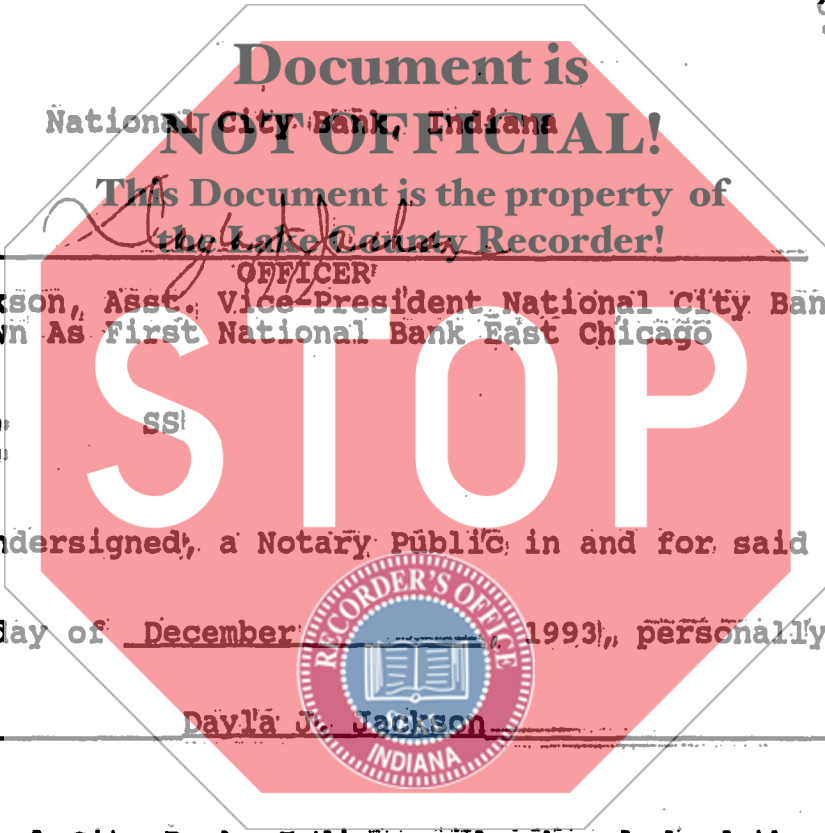 Document is
National City Bank, Indiana
NOT OFFICIAL!
This Document is the property of
the Lake County Recorder!
OFFICER
kson, Asst. Vice-President National City Ban
wn As First National Bank East Chicago
STOP
SS
ndersigned, a Notary Public in and for said
day of December , 1993, personally
RECORDER'S OFFICE
Dayla J. Jackson
INDIANA